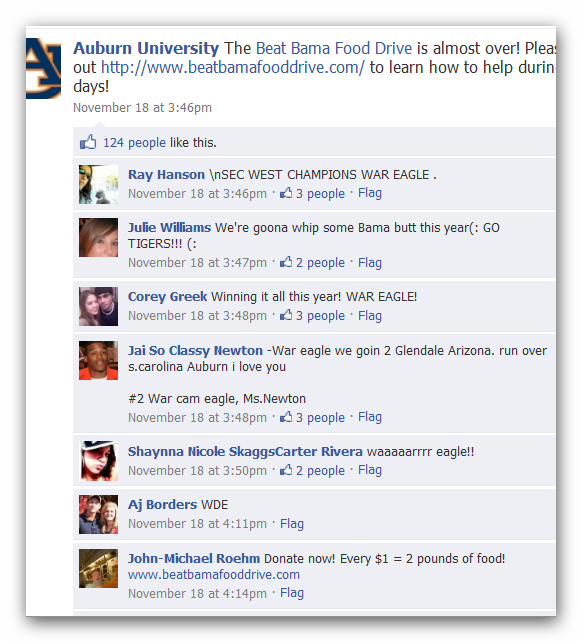 Auburn University The Beat Bama Food Drive is almost over! Pleas
out http://www.beatbamafooddrive.com/ to learn how to help durin
days!
November 18 at 3:46pm
124 people like this.
Ray Hanson \nSEC WEST CHAMPIONS WAR EAGLE .
November 18 at 3:46pm · 3 people · Flag
Julie Williams We're goona whip some Bama butt this year(: GO
TIGERS!!! (:
November 18 at 3:47pm · 2 people · Flag
Corey Greek Winning it all this year! WAR EAGLE!
November 18 at 3:48pm · 3 people · Flag
Jai So Classy Newton -War eagle we goin 2 Glendale Arizona. run over
s.carolina Auburn i love you
#2 War cam eagle, Ms.Newton
November 18 at 3:48pm · 3 people · Flag
Shaynna Nicole SkaggsCarter Rivera waaaaarrrr eagle!!
November 18 at 3:50pm · 2 people · Flag
Aj Borders WDE
November 18 at 4:11pm · Flag
John-Michael Roehm Donate now! Every $1 = 2 pounds of food!
www.beatbamafooddrive.com
November 18 at 4:14pm · Flag